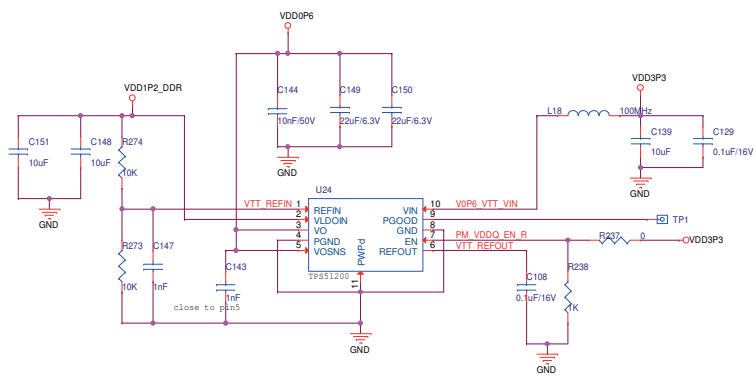 VDD0P6
VDD1P2_DDR
VDD3P3
C144
10nF/50V
C149
22uF/6.3V
C150
22uF/6.3V
GND
L18
100MHz
C139
10uF
C129
0.1uF/16V
GND
C151
10uF
C148
10uF
R274
10K
GND
U24
VTT_REFIN
1
REFIN
2
VLDOIN
3
VO
4
PGND
5
VOSNS
VIN
10
V0P6_VTT_VIN
PGOOD
9
TP1
GND
8
EN
7
PM_VDDQ_EN_R
REFOUT
6
VTT_REFOUT
PWPd
11
TPS51200
R237
0
VDD3P3
R273
10K
C147
1nF
C143
1nF
close to pin5
C108
0.1uF/16V
R238
1K
GND
GND